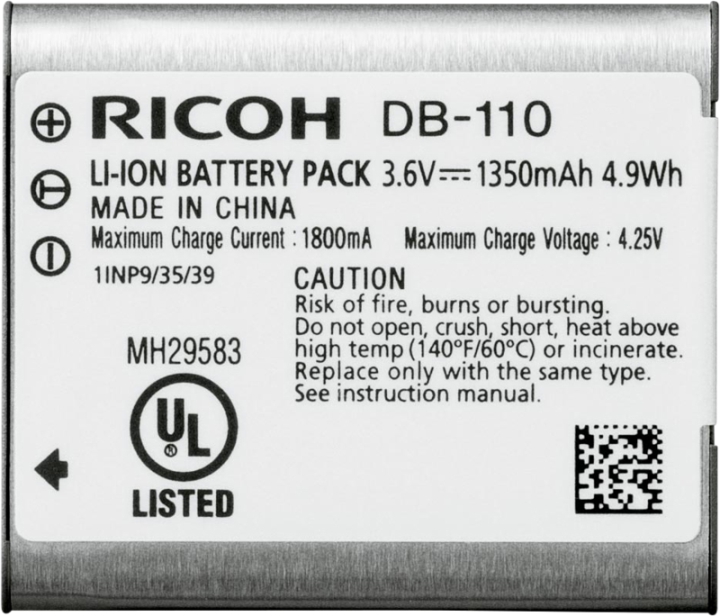 RICOH DB-110
LI-ION BATTERY PACK 3.6V⎓1350mAh 4.9Wh
MADE IN CHINA
Maximum Charge Current : 1800mA Maximum Charge Voltage : 4.25V
1INP9/35/39
CAUTION
Risk of fire, burns or bursting.
Do not open, crush, short, heat above
high temp (140°F/60°C) or incinerate.
Replace only with the same type.
See instruction manual.
MH29583
UL
®
LISTED